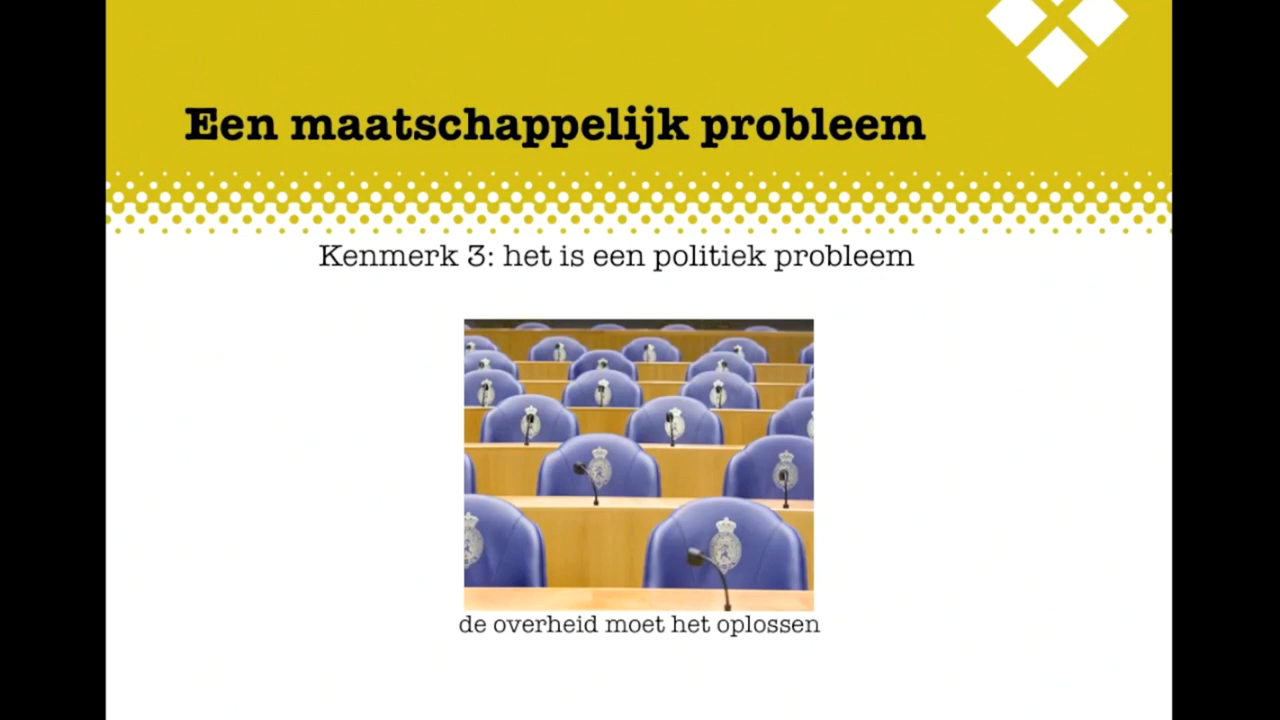 Een maatschappelijk probleem
Kenmerk 3: het is een politiek probleem
de overheid moet het oplossen